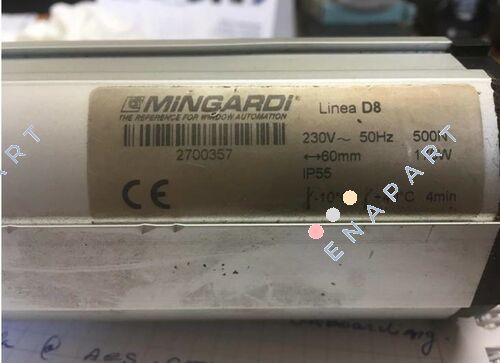 MiNGARDi
THE REFERENCE FOR WINDOW AUTOMATION
2700357
CE
Linea D8
230V~ 50Hz 500N
↔60mm
IP55
4min
ENAPART